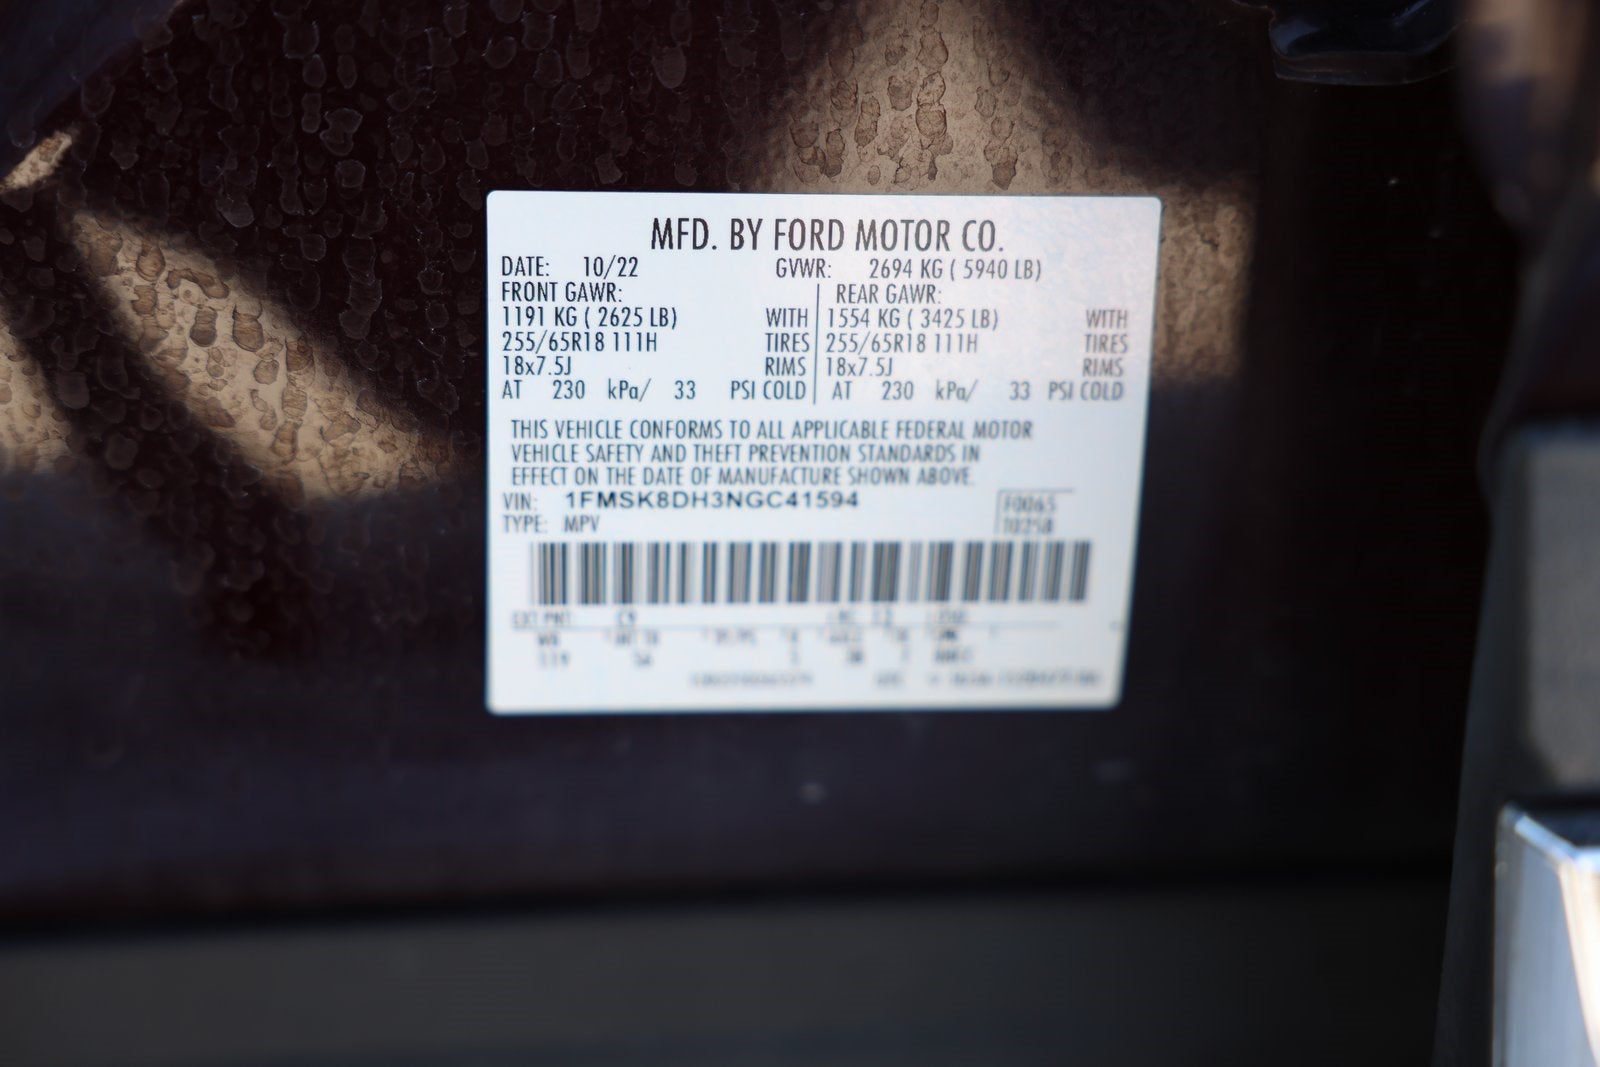 MFD. BY FORD MOTOR CO.
DATE: 10/22 GVWR: 2694 KG ( 5940 LB)
FRONT GAWR: REAR GAWR:
1191 KG ( 2625 LB) WITH 1554 KG ( 3425 LB) WITH
255/65R18 111H TIRES 255/65R18 111H TIRES
18x7.5J RIMS 18x7.5J RIMS
AT 230 kPa/ 33 PSI COLD AT 230 kPa/ 33 PSI COLD
THIS VEHICLE CONFORMS TO ALL APPLICABLE FEDERAL MOTOR
VEHICLE SAFETY AND THEFT PREVENTION STANDARDS IN
EFFECT ON THE DATE OF MANUFACTURE SHOWN ABOVE.
VIN: 1FMSK8DH3NGC41594 F0065
TYPE: MPV T0258
EXT PNT: